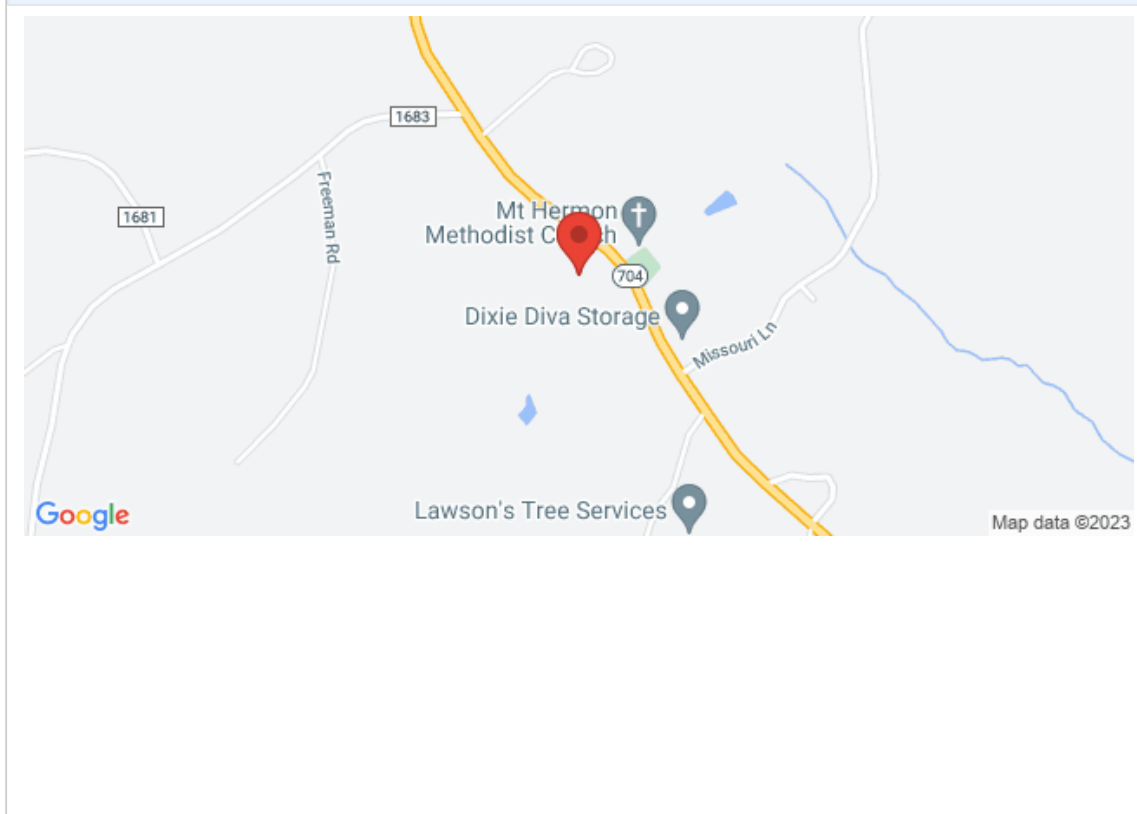 1683
1681
Freeman Rd
Mt Hermon
Methodist Ch ch
704
Dixie Diva Storage
Missouri Ln
Lawson's Tree Services
Google
Map data ©2023